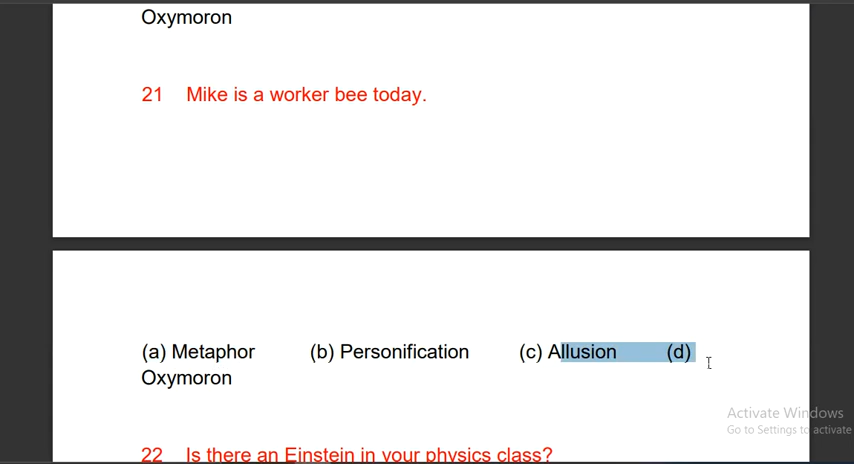 Oxymoron
21 Mike is a worker bee today.
(a) Metaphor (b) Personification (c) Allusion (d)
Oxymoron
22 Is there an Einstein in your physics class?
Activate Windows
Go to Settings to activate